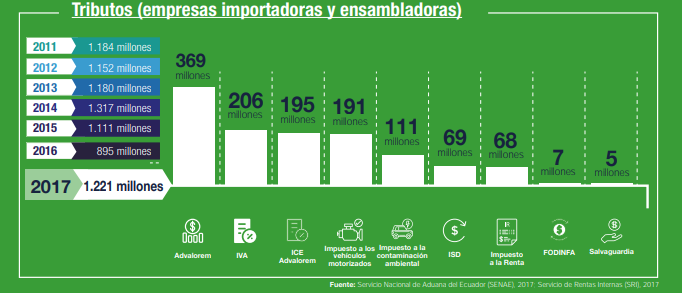 Tributos (empresas importadoras y ensambladoras)
2011 1.184 millones
2012 1.152 millones
2013 1.180 millones
2014 1.317 millones
2015 1.111 millones
2016 895 millones
2017 1.221 millones
369
millones
206
millones
195
millones
191
millones
111
millones
69
millones
68
millones
7
millones
5
millones
Advalorem
IVA
ICE
Advalorem
Impuesto a los
vehículos
motorizados
Impuesto a la
contaminación
ambiental
ISD
Impuesto
a la Renta
FODINFA
Salvaguardia
Fuente: Servicio Nacional de Aduana del Ecuador (SENAE), 2017; Servicio de Rentas Internas (SRI), 2017